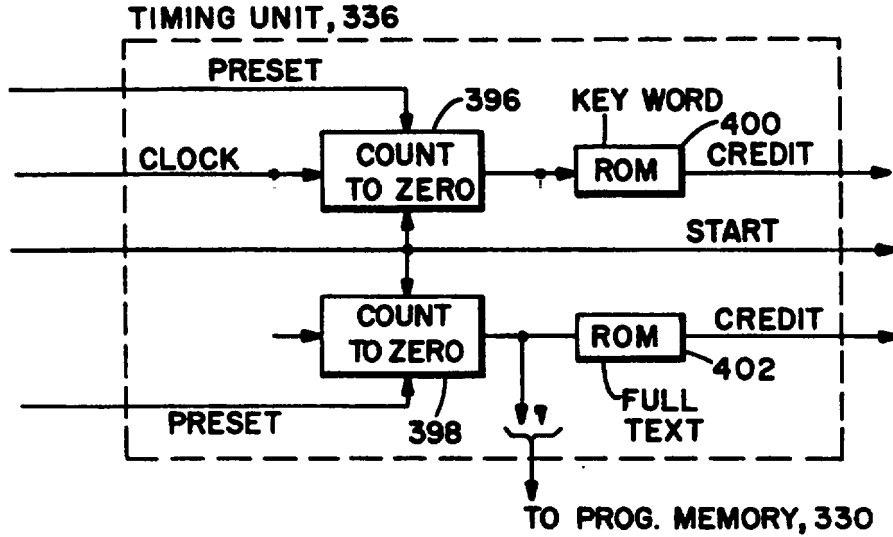 TIMING UNIT, 336
PRESET
396
KEY WORD
400
CLOCK
COUNT
TO ZERO
ROM
CREDIT
START
COUNT
TO ZERO
ROM
CREDIT
402
PRESET
398
FULL
TEXT
TO PROG. MEMORY, 330